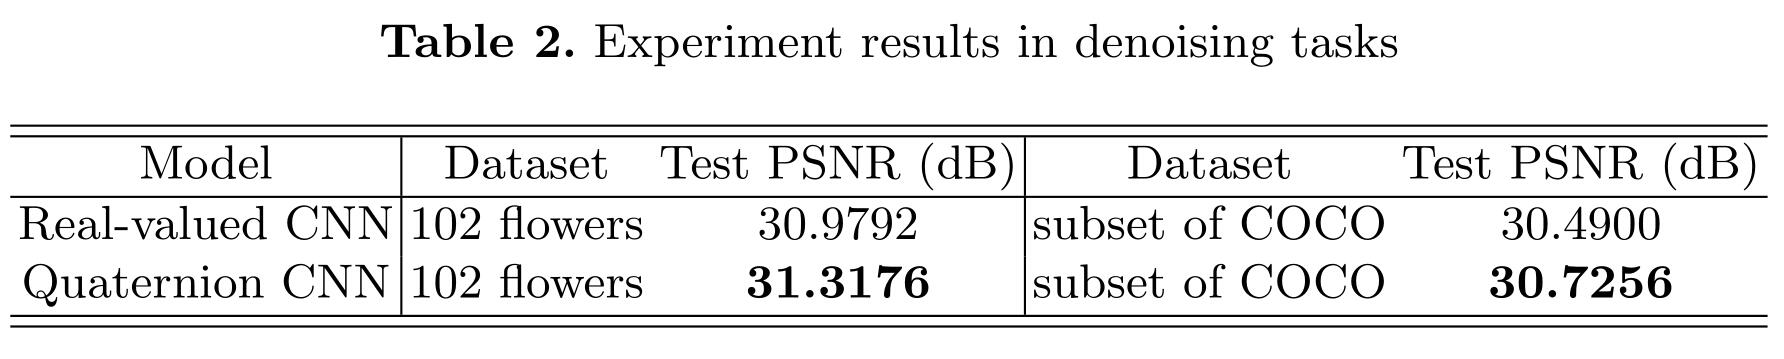 Table 2. Experiment results in denoising tasks
Model Dataset Test PSNR (dB) Dataset Test PSNR (dB)
Real-valued CNN 102 flowers 30.9792 subset of COCO 30.4900
Quaternion CNN 102 flowers 31.3176 subset of COCO 30.7256